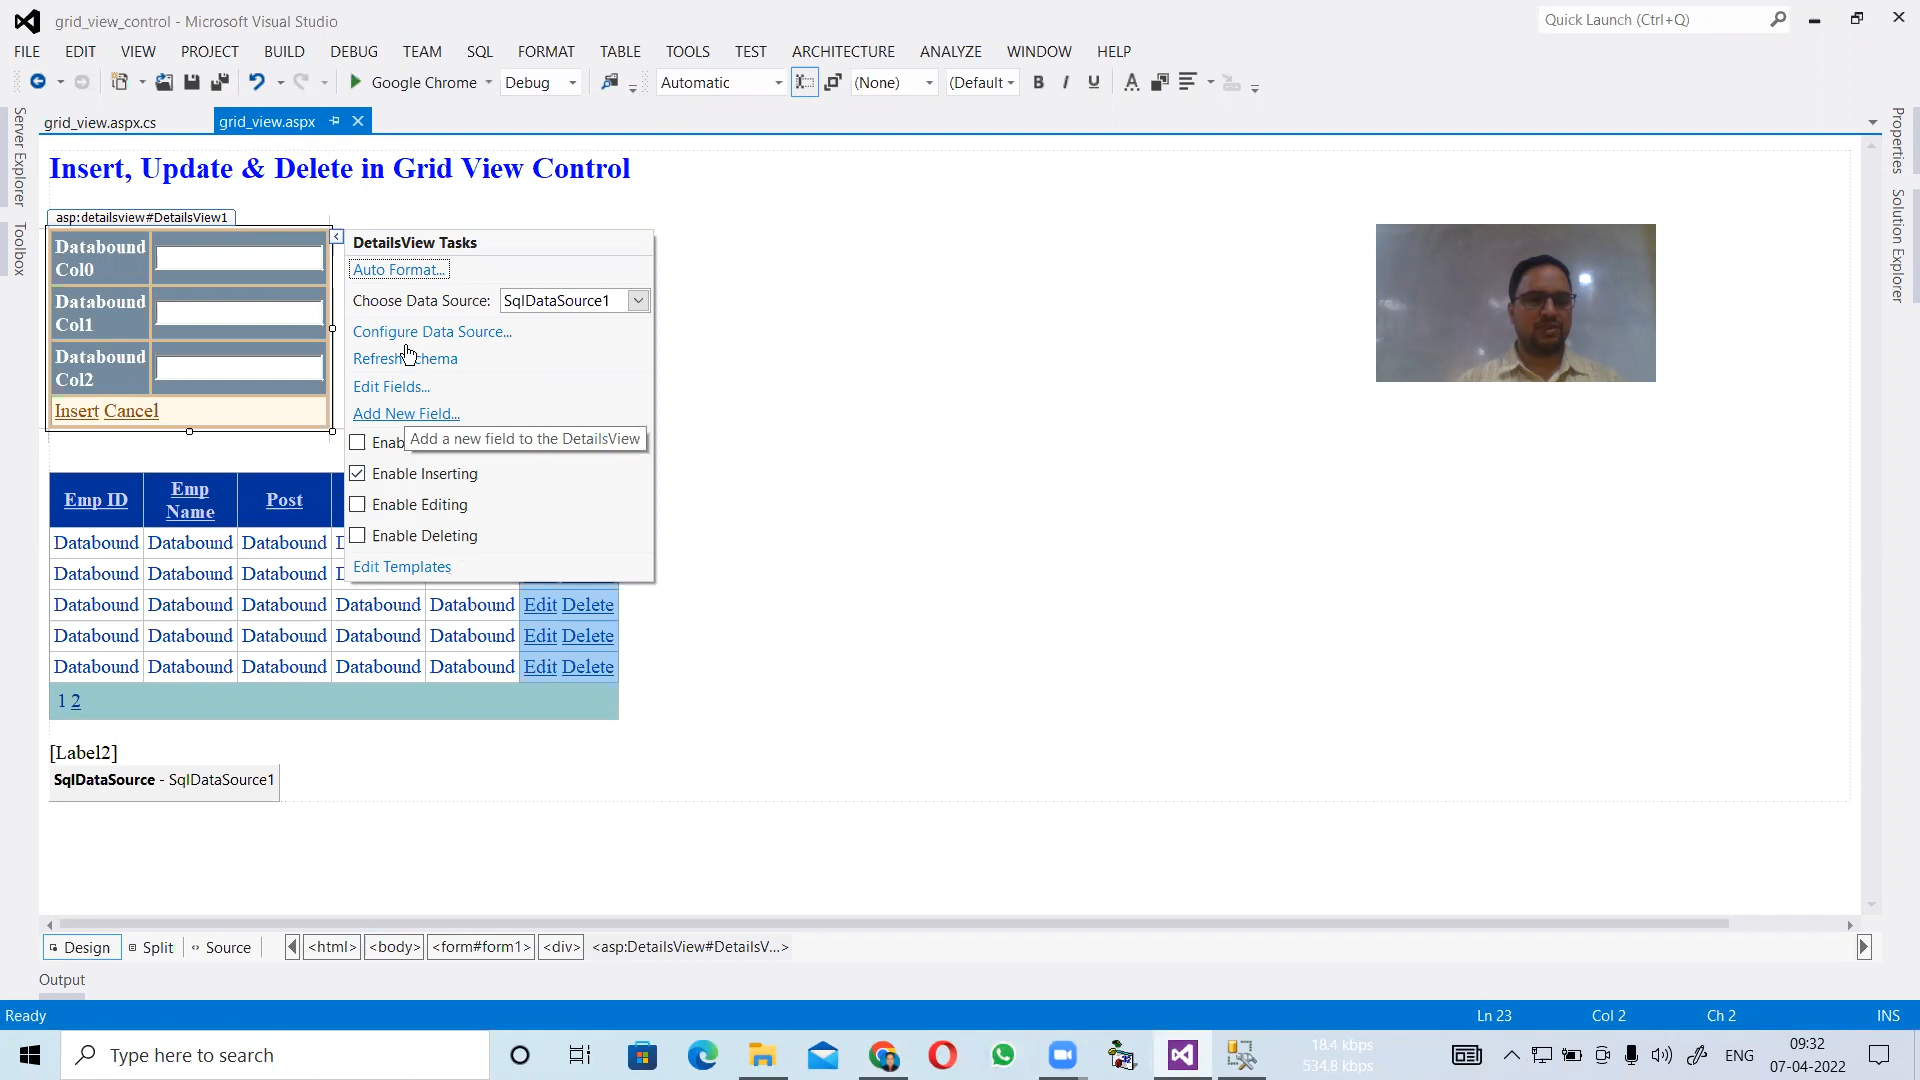 grid_view_control - Microsoft Visual Studio
Quick Launch (Ctrl+Q)
FILE EDIT VIEW PROJECT BUILD DEBUG TEAM SQL FORMAT TABLE TOOLS TEST ARCHITECTURE ANALYZE WINDOW HELP
Google Chrome Debug Automatic (None) (Default B I U A
grid_view.aspx.cs grid_view.aspx
Server Explorer
Toolbox
Properties
Solution Explorer
Insert, Update & Delete in Grid View Control
asp:detailsview#DetailsView1
Databound Col0
Databound Col1
Databound Col2
Insert Cancel
DetailsView Tasks
Auto Format...
Choose Data Source: SqlDataSource1
Configure Data Source...
Refresh Schema
Edit Fields...
Add New Field...
Enab
Add a new field to the DetailsView
Enable Inserting
Enable Editing
Enable Deleting
Edit Templates
Emp ID Emp Name Post
Databound Databound Databound
Databound Databound Databound
Databound Databound Databound Databound Databound Edit Delete
Databound Databound Databound Databound Databound Edit Delete
Databound Databound Databound Databound Databound Edit Delete
1 2
[Label2]
SqlDataSource - SqlDataSource1
Design Split Source <html> <body> <form#form1> <div> <asp:DetailsView#DetailsV...>
Output
Ready Ln 23 Col 2 Ch 2 INS
Type here to search
18.4 kbps
534.8 kbps
ENG
09:32
07-04-2022